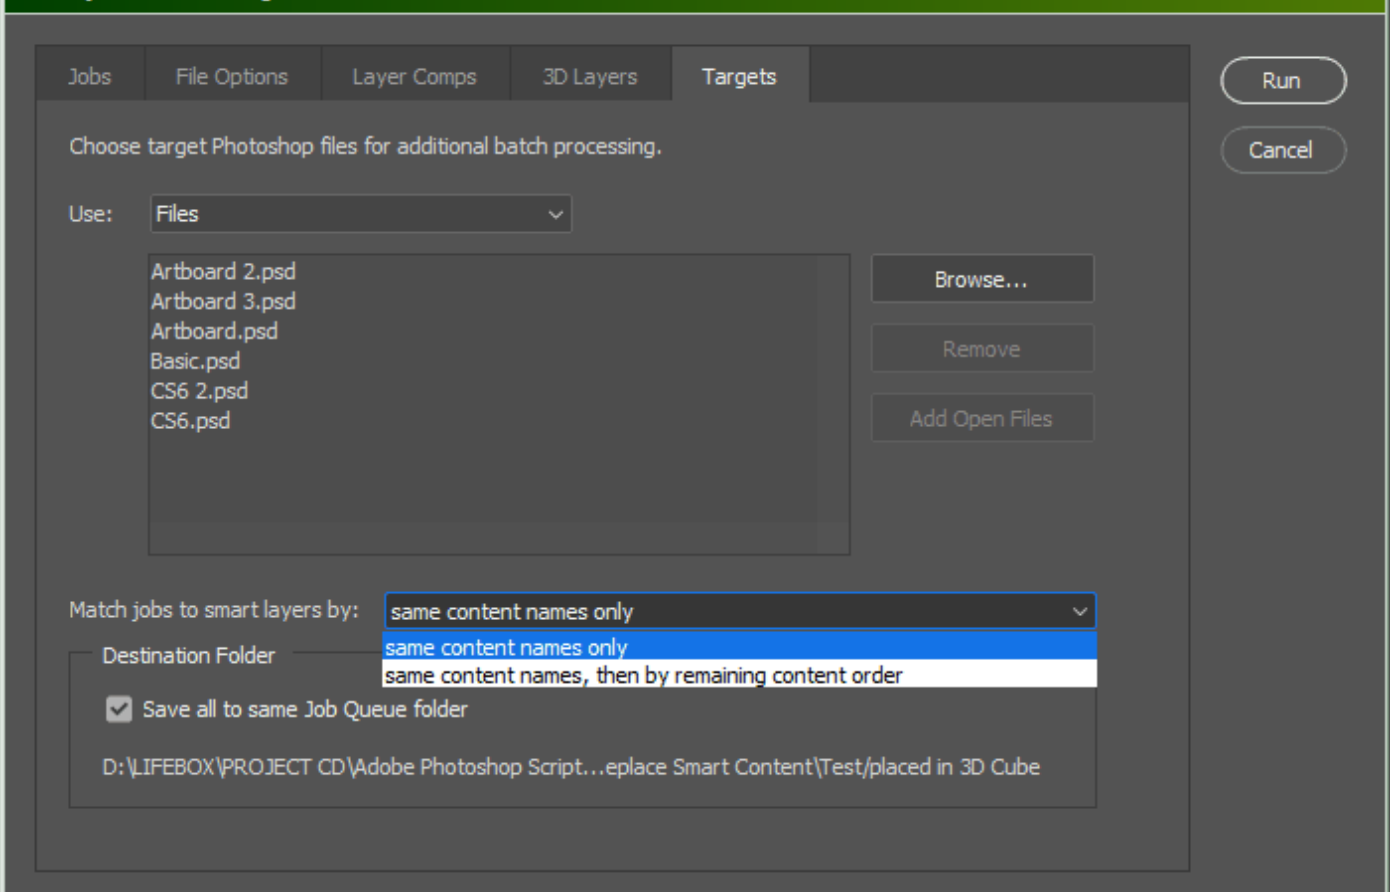 Jobs File Options Layer Comps 3D Layers Targets
Run
Cancel
Choose target Photoshop files for additional batch processing.
Use: Files
Artboard 2.psd
Artboard 3.psd
Artboard.psd
Basic.psd
CS6 2.psd
CS6.psd
Browse...
Remove
Add Open Files
Match jobs to smart layers by: same content names only
same content names only
same content names, then by remaining content order
Destination Folder
Save all to same Job Queue folder
D:\LIFEBOX\PROJECT CD\Adobe Photoshop Script...eplace Smart Content\Test/placed in 3D Cube